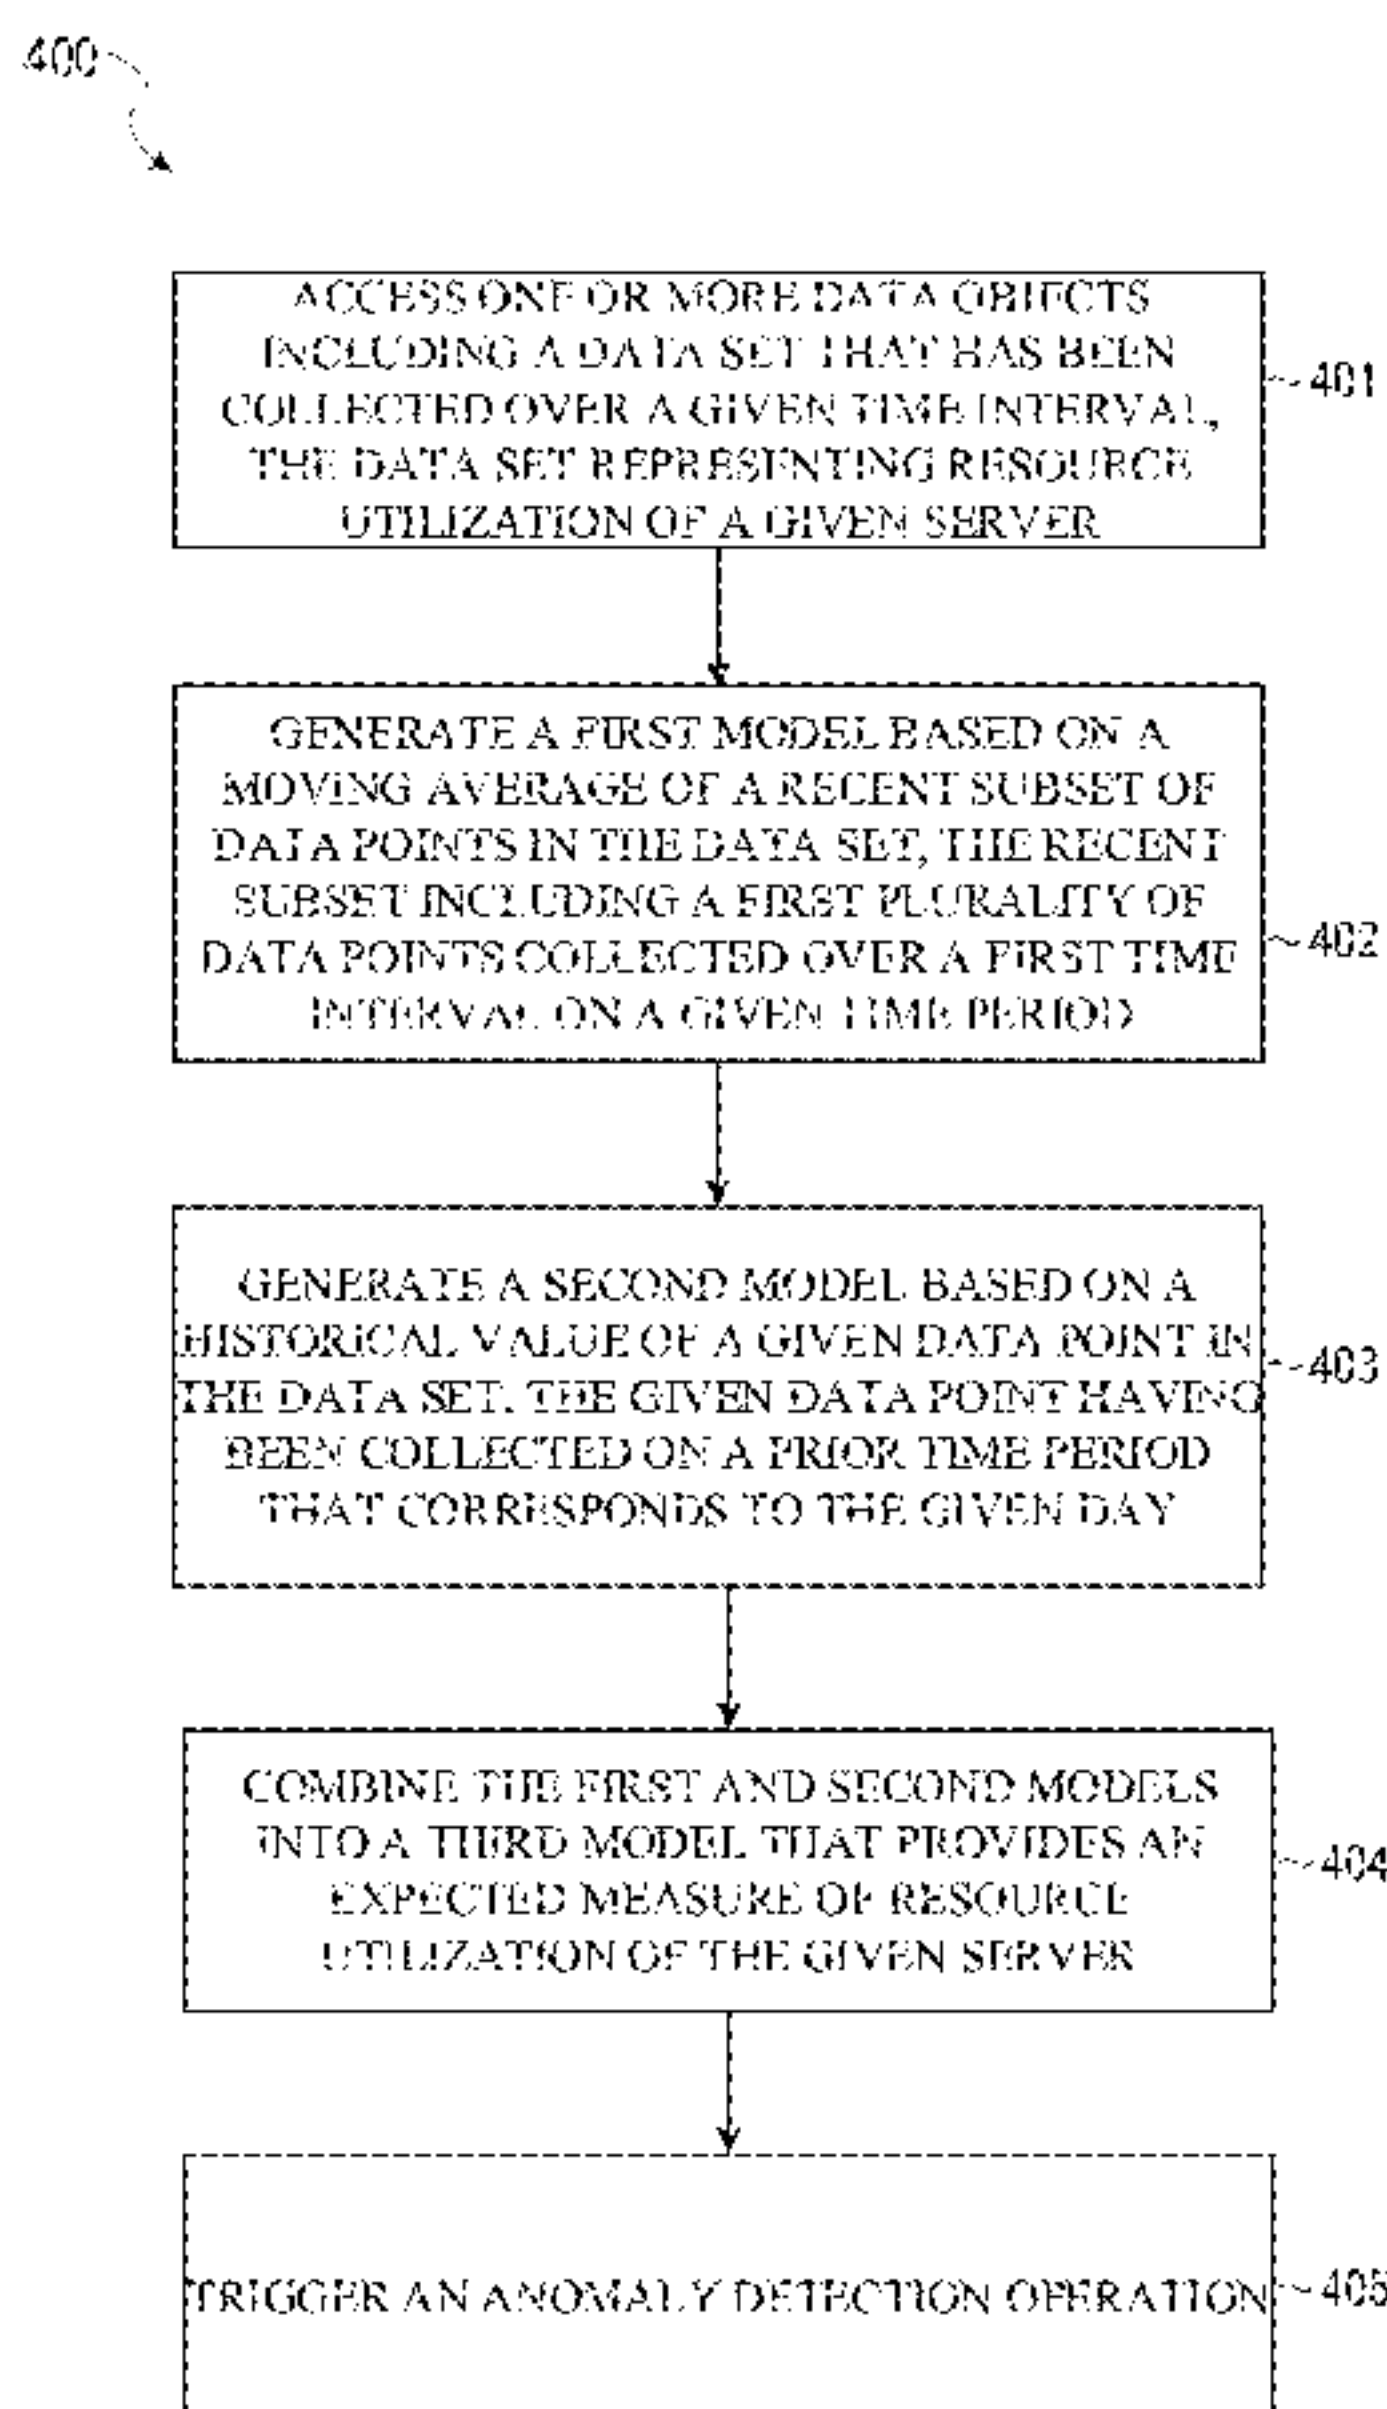 400
ACCESS ONE OR MORE DATA OBJECTS
INCLUDING A DATA SET THAT HAS BEEN
COLLECTED OVER A GIVEN TIME INTERVAL,
THE DATA SET REPRESENTING RESOURCE
UTILIZATION OF A GIVEN SERVER
401
GENERATE A FIRST MODEL BASED ON A
MOVING AVERAGE OF A RECENT SUBSET OF
DATA POINTS IN THE DATA SET, THE RECENT
SUBSET INCLUDING A FIRST PLURALITY OF
DATA POINTS COLLECTED OVER A FIRST TIME
INTERVAL ON A GIVEN TIME PERIOD
402
GENERATE A SECOND MODEL BASED ON A
HISTORICAL VALUE OF A GIVEN DATA POINT IN
THE DATA SET, THE GIVEN DATA POINT HAVING
BEEN COLLECTED ON A PRIOR TIME PERIOD
THAT CORRESPONDS TO THE GIVEN DAY
403
COMBINE THE FIRST AND SECOND MODELS
INTO A THIRD MODEL THAT PROVIDES AN
EXPECTED MEASURE OF RESOURCE
UTILIZATION OF THE GIVEN SERVER
404
TRIGGER AN ANOMALY DETECTION OPERATION
405